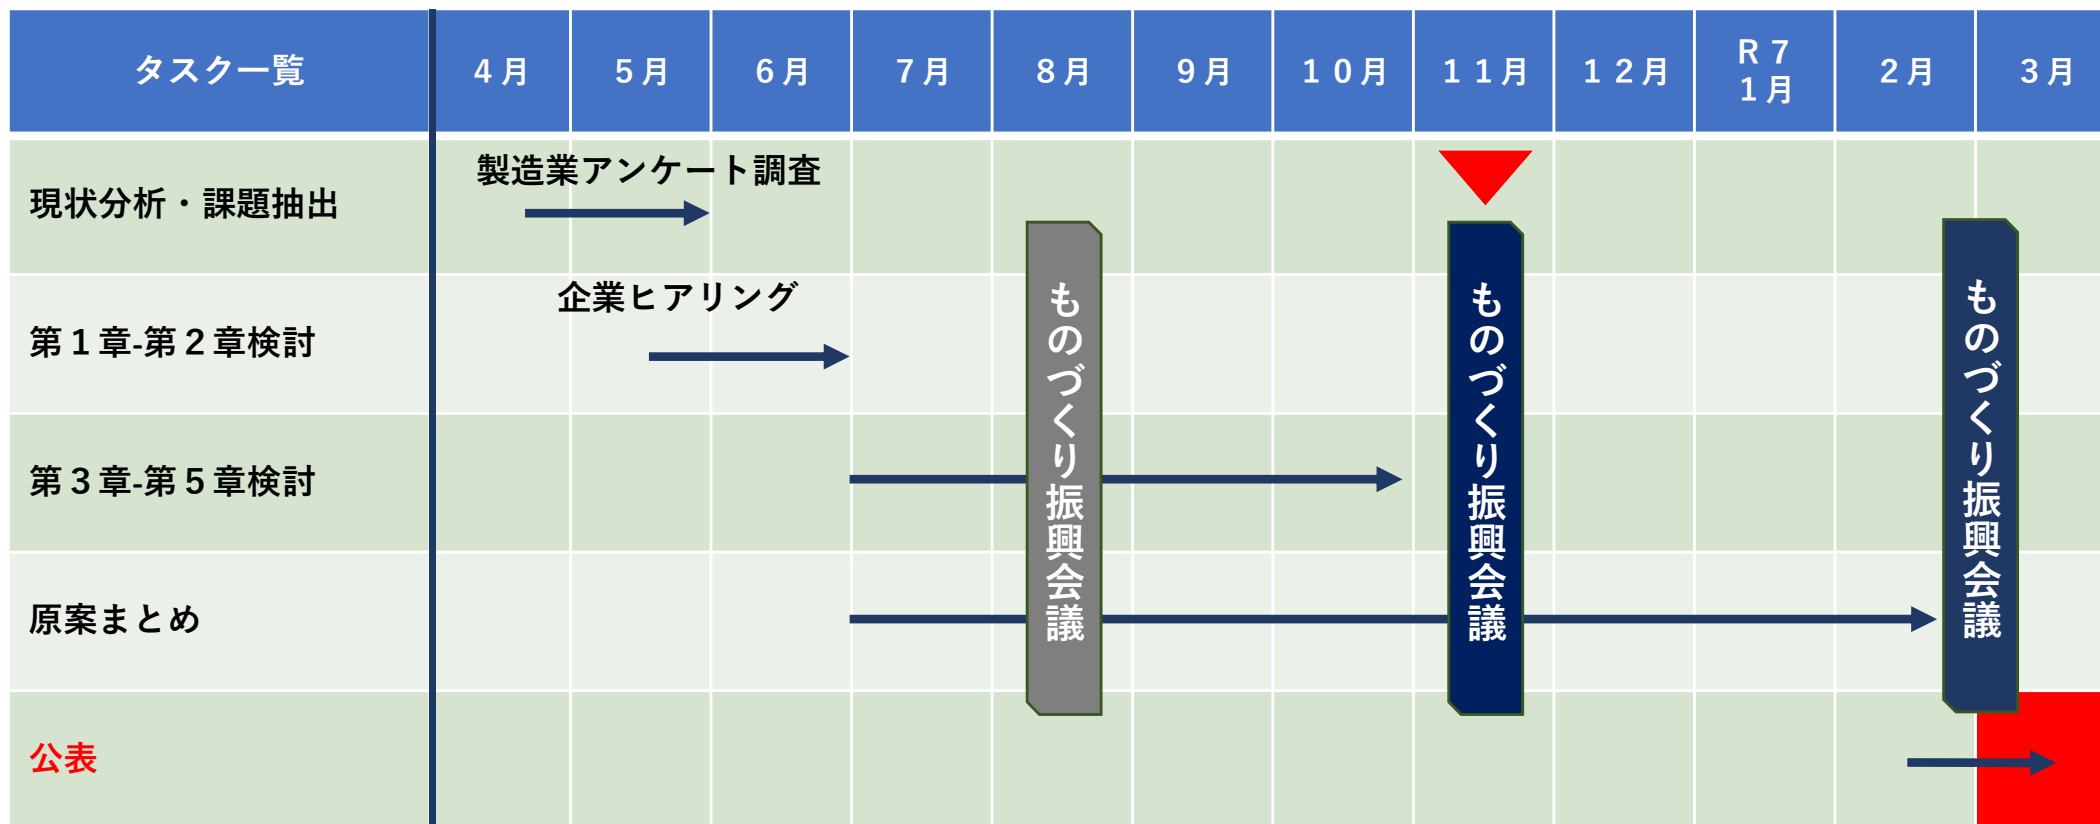 タスク一覧
４月
５月
６月
７月
８月
９月
１０月
１１月
１２月
Ｒ７
１月
２月
３月
現状分析・課題抽出
製造業アンケート調査
第１章-第２章検討
企業ヒアリング
第３章-第５章検討
原案まとめ
公表
ものづくり振興会議
ものづくり振興会議
ものづくり振興会議